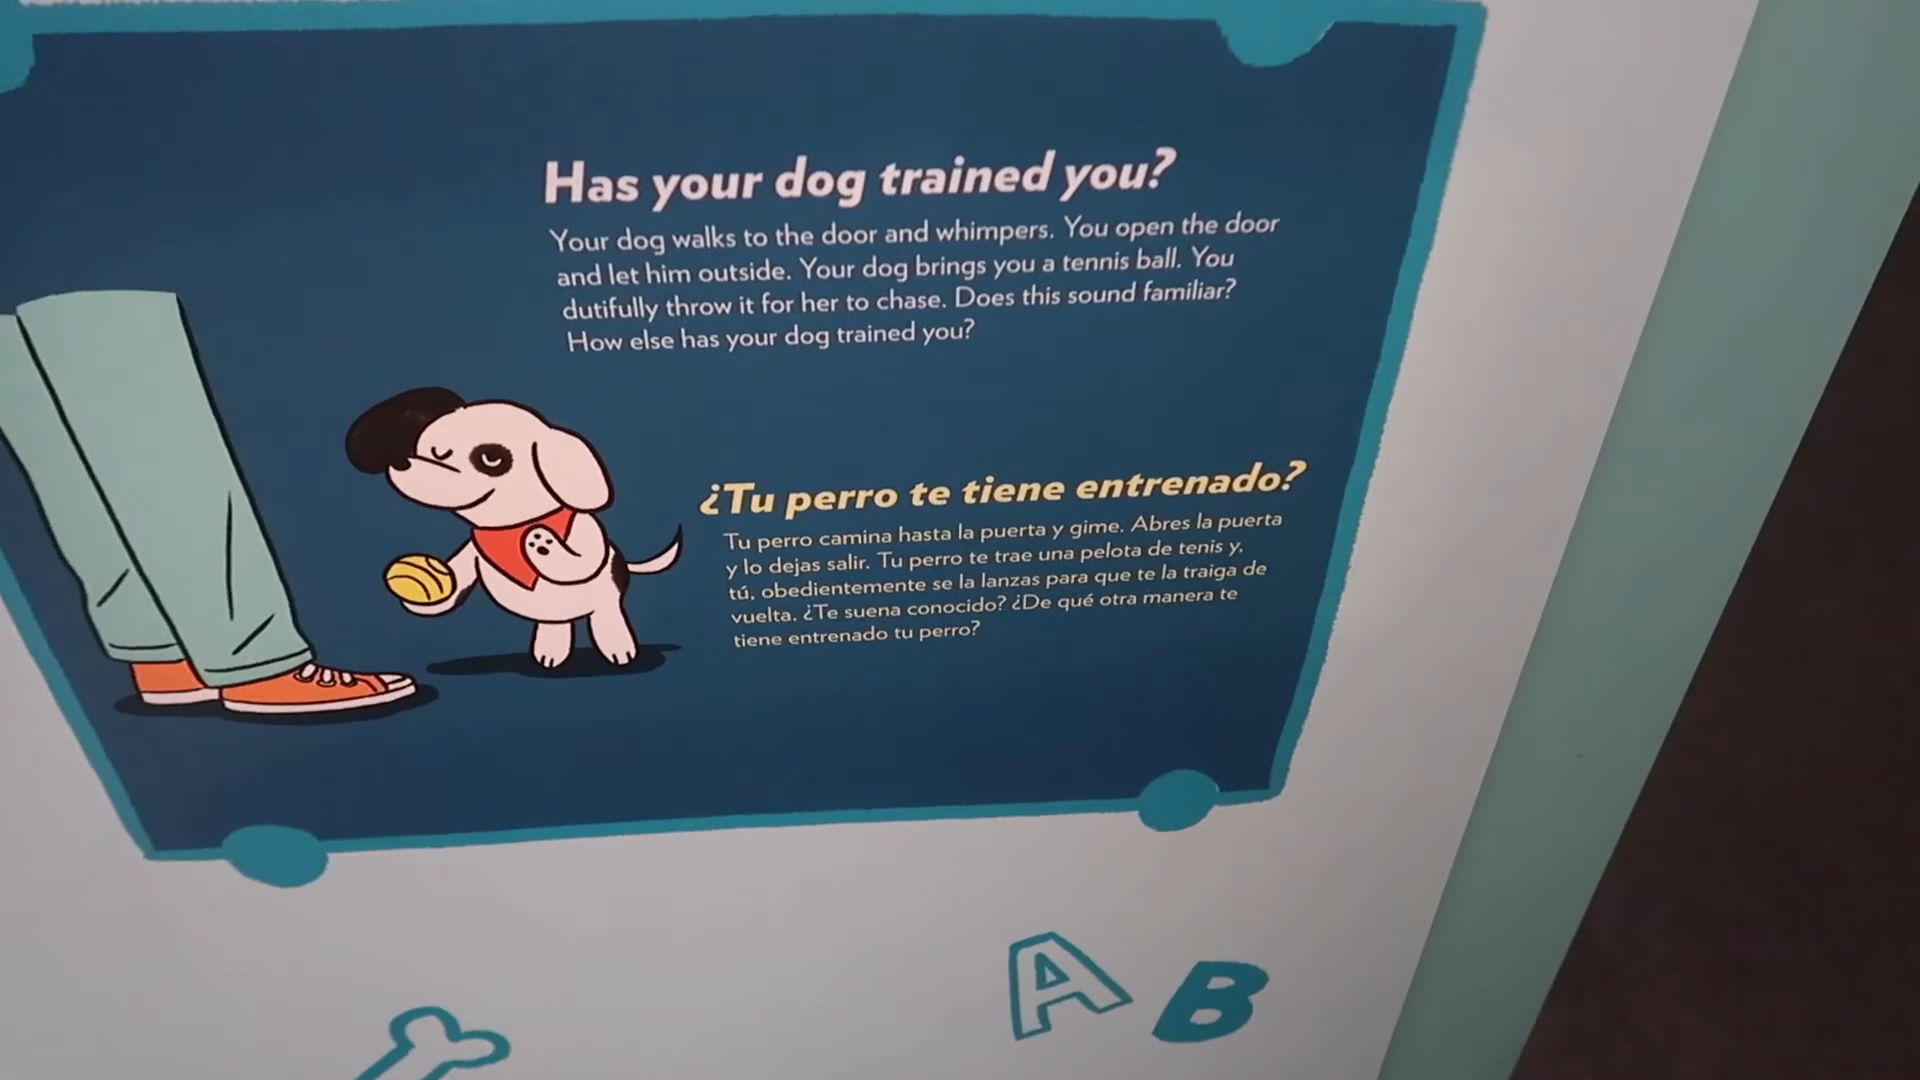 Has your dog trained you?
Your dog walks to the door and whimpers. You open the door
and let him outside. Your dog brings you a tennis ball. You
dutifully throw it for her to chase. Does this sound familiar?
How else has your dog trained you?
¿Tu perro te tiene entrenado?
Tu perro camina hasta la puerta y gime. Abres la puerta
y lo dejas salir. Tu perro te trae una pelota de tenis y,
tú, obedientemente se la lanzas para que te la traiga de
vuelta. ¿Te suena conocido? ¿De qué otra manera te
tiene entrenado tu perro?
A B